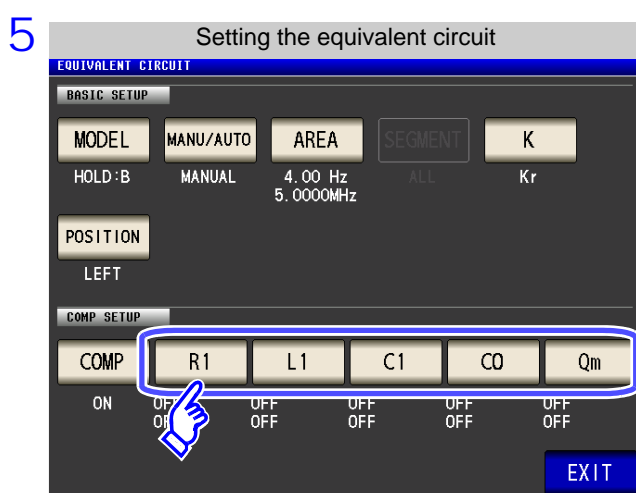 5
Setting the equivalent circuit
EQUIVALENT CIRCUIT
BASIC SETUP
MODEL MANU/AUTO AREA SEGMENT K
HOLD:B MANUAL 4.00 Hz ALL Kr
5.0000MHz
POSITION
LEFT
COMP SETUP
COMP R1 L1 C1 C0 Qm
ON OFF OFF OFF OFF OFF
OFF OFF OFF OFF OFF
EXIT